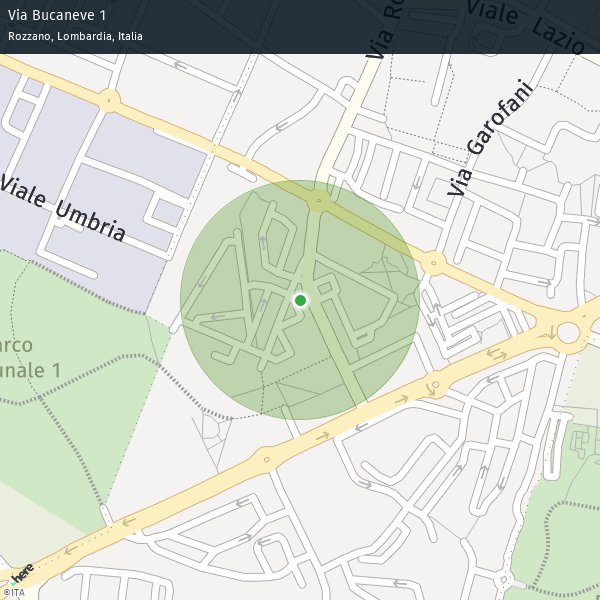 Via Bucaneve 1
Rozzano, Lombardia, Italia
Viale Lazio
Via Ro
Via Garofani
Viale Umbria
arco
unale 1
here
©ITA